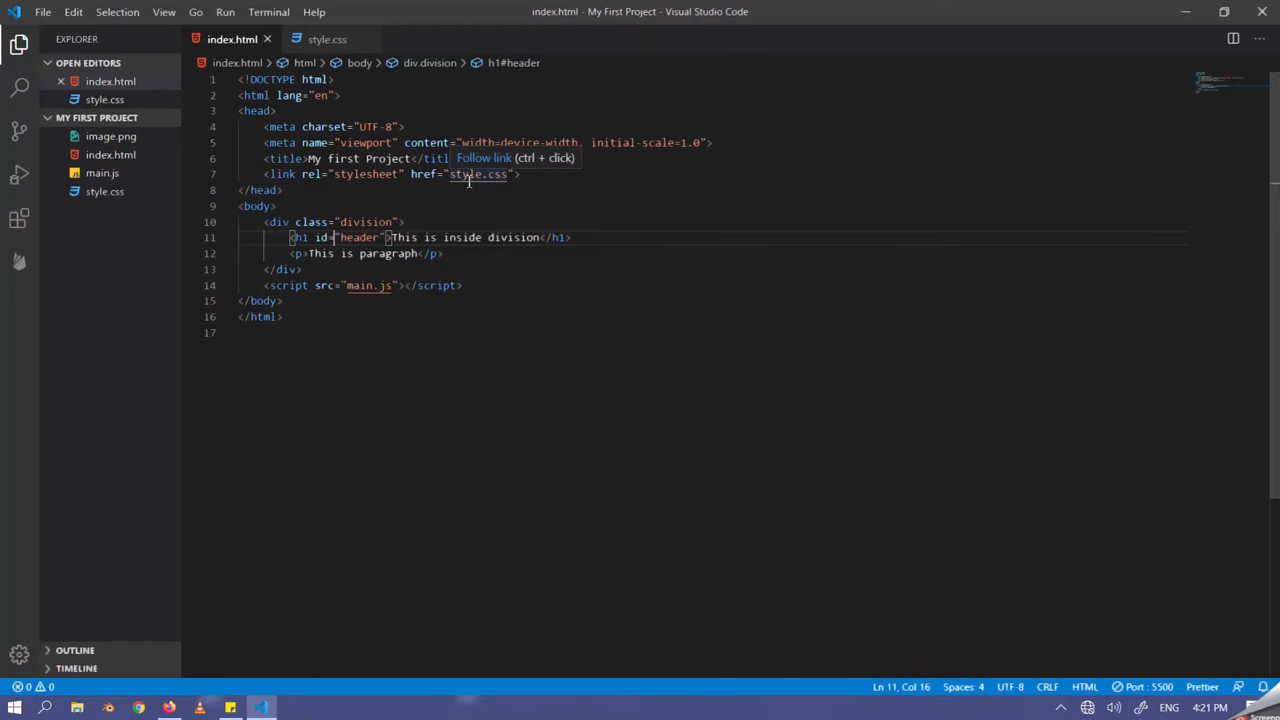 File Edit Selection View Go Run Terminal Help
index.html - My First Project - Visual Studio Code
EXPLORER
OPEN EDITORS
index.html
style.css
MY FIRST PROJECT
image.png
index.html
main.js
style.css
OUTLINE
TIMELINE
index.html
style.css
index.html > html > body > div.division > h1#header
1 <!DOCTYPE html>
2 <html lang="en">
3 <head>
4 <meta charset="UTF-8">
5 <meta name="viewport" content="width=device-width, initial-scale=1.0">
6 <title>My first Project</titl
Follow link (ctrl + click)
7 <link rel="stylesheet" href="style.css">
8 </head>
9 <body>
10 <div class="division">
11 <h1 id="header">This is inside division</h1>
12 <p>This is paragraph</p>
13 </div>
14 <script src="main.js"></script>
15 </body>
16 </html>
17
0 0
Ln 11, Col 16 Spaces: 4 UTF-8 CRLF HTML Port : 5500 Prettier
ENG 4:21 PM